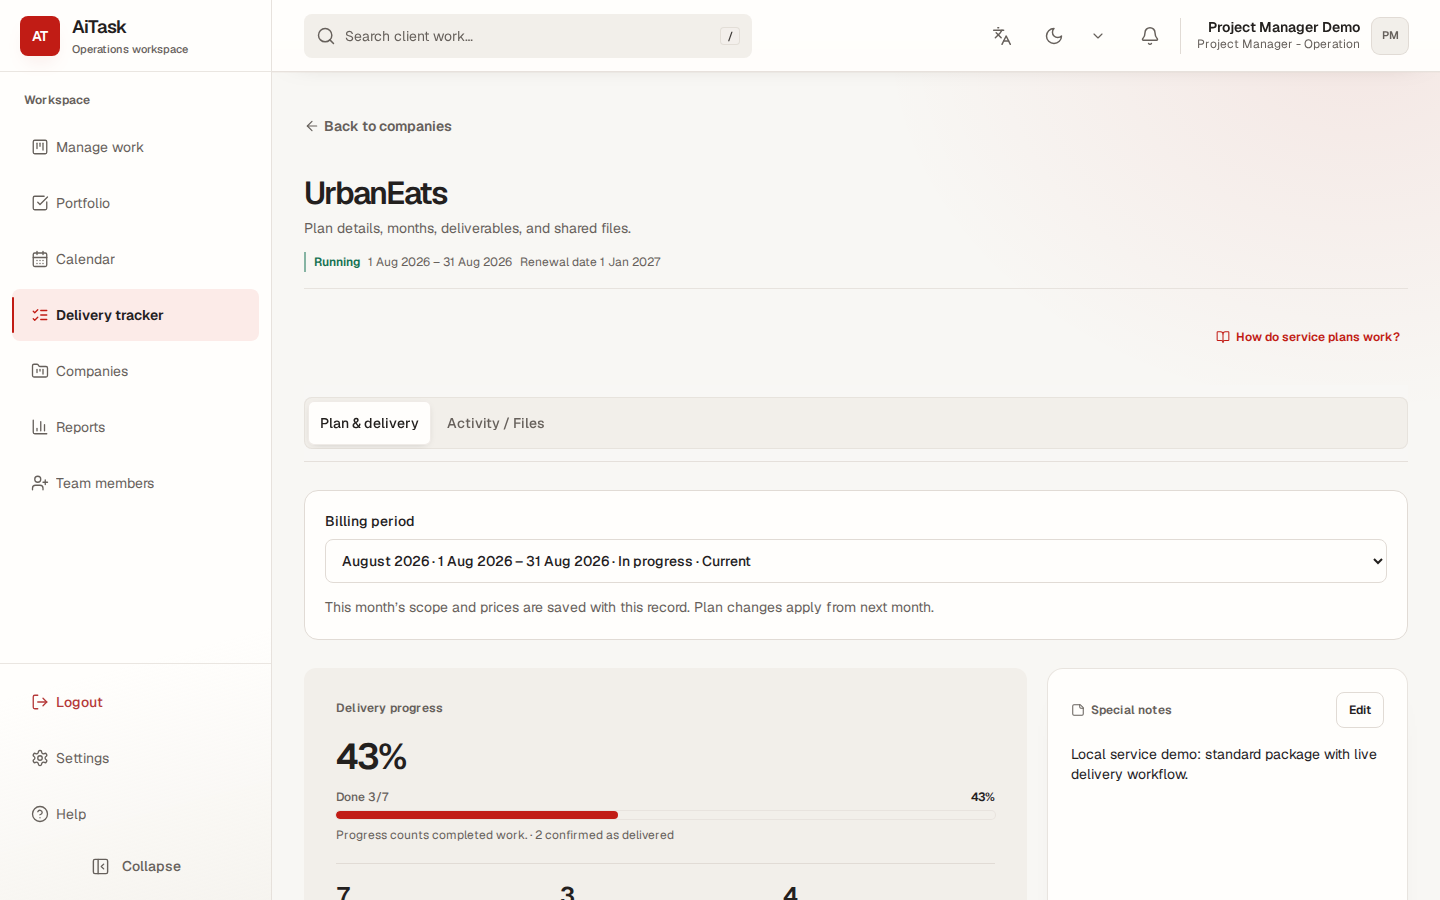 AT
AiTask
Operations workspace
Search client work...
/
Project Manager Demo
Project Manager - Operation
PM
Workspace
Manage work
Portfolio
Calendar
Delivery tracker
Companies
Reports
Team members
Logout
Settings
Help
Collapse
Back to companies
UrbanEats
Plan details, months, deliverables, and shared files.
Running 1 Aug 2026 – 31 Aug 2026 Renewal date 1 Jan 2027
How do service plans work?
Plan & delivery
Activity / Files
Billing period
August 2026 · 1 Aug 2026 – 31 Aug 2026 · In progress · Current
This month's scope and prices are saved with this record. Plan changes apply from next month.
Delivery progress
43%
Done 3/7
43%
Progress counts completed work. · 2 confirmed as delivered
7
3
4
Special notes
Edit
Local service demo: standard package with live
delivery workflow.